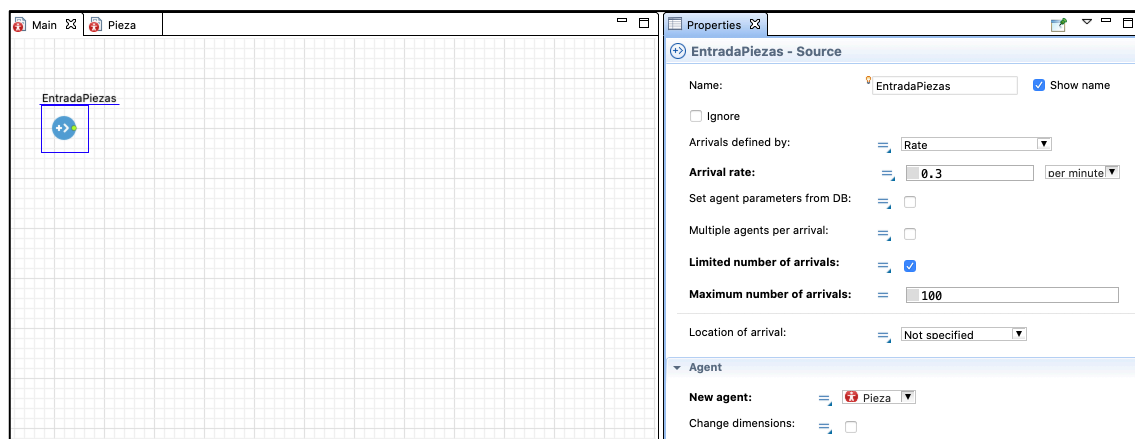 Main
Pieza
Properties
EntradaPiezas - Source
EntradaPiezas
Name:
EntradaPiezas
Show name
Ignore
Arrivals defined by:
Rate
Arrival rate:
0.3
per minute
Set agent parameters from DB:
Multiple agents per arrival:
Limited number of arrivals:
Maximum number of arrivals:
100
Location of arrival:
Not specified
Agent
New agent:
Pieza
Change dimensions: